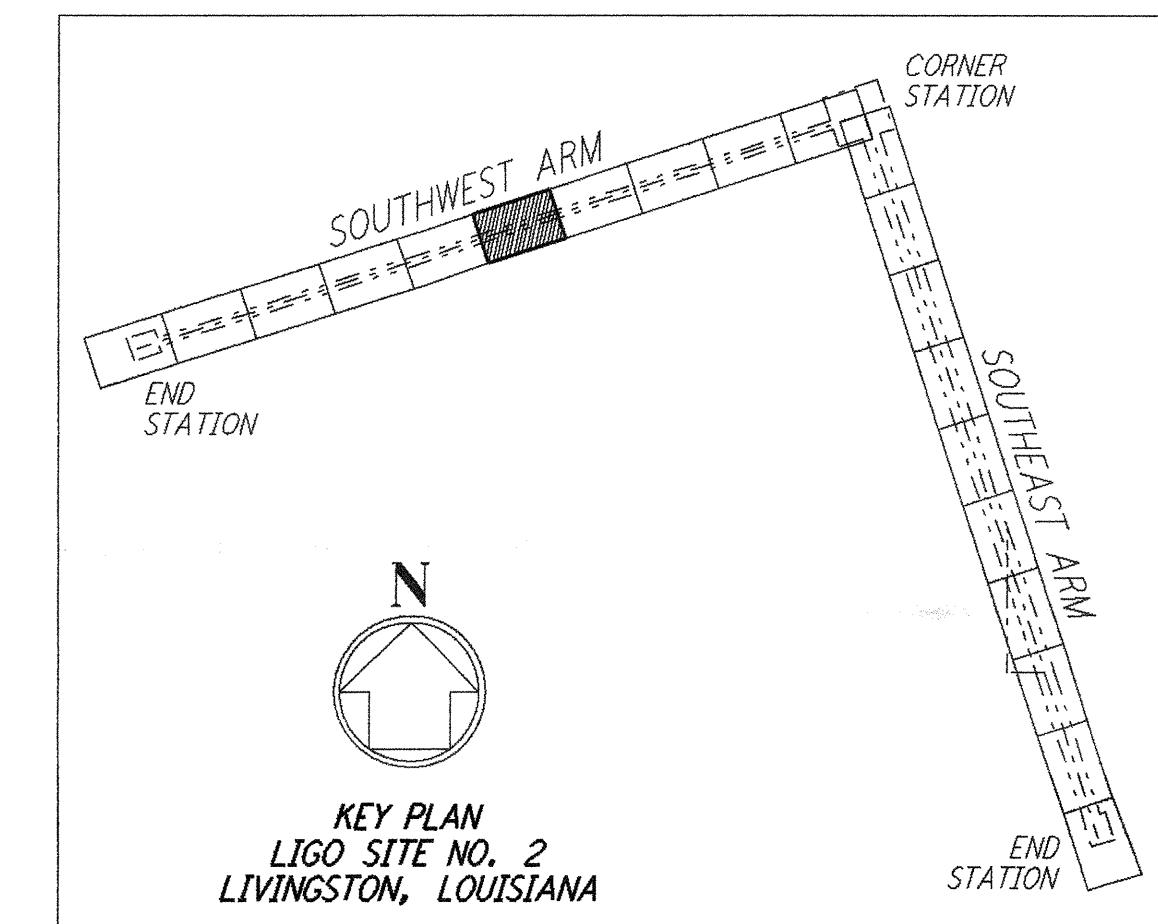 CORNER
STATION
SOUTHWEST ARM
END
STATION
SOUTHEAST ARM
N
KEY PLAN
LIGO SITE NO. 2
LIVINGSTON, LOUISIANA
END
STATION